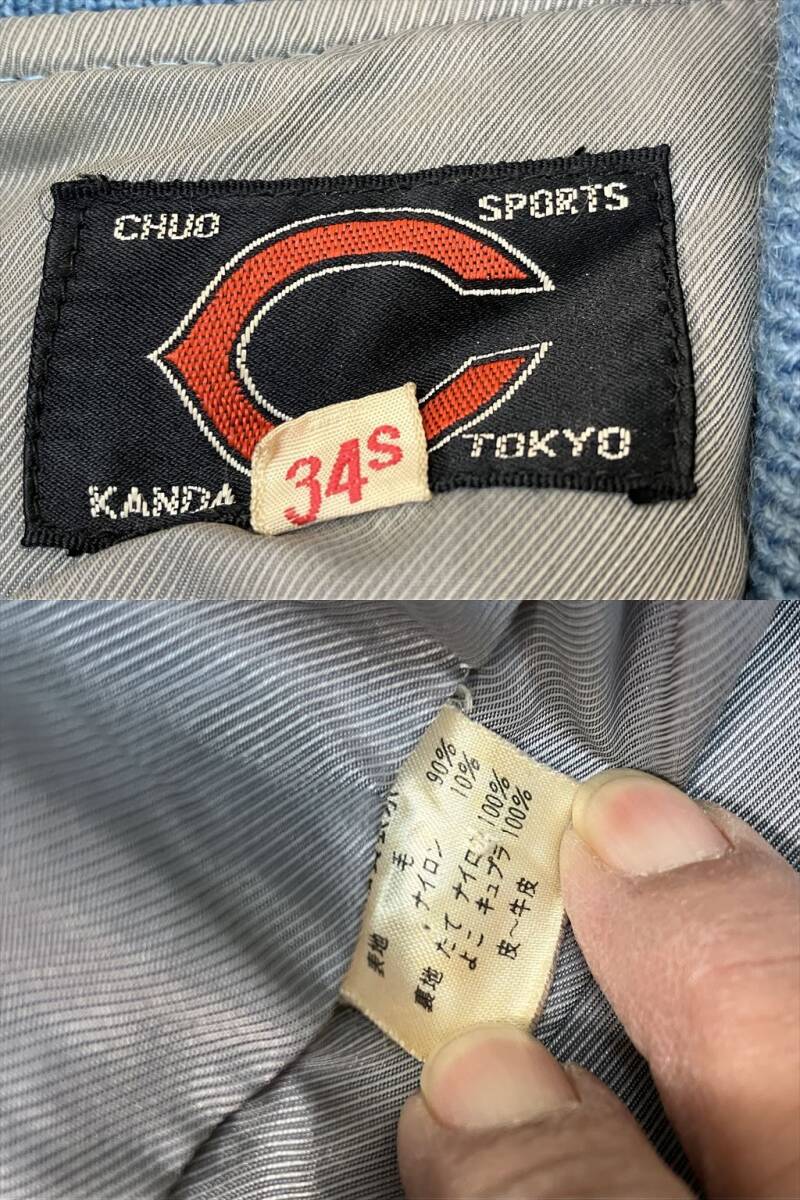 CHUO SPORTS
KANDA TOKYO
34S
表地 毛 90%
・ナイロン 10%
裏地 たて ナイロン 100%
よこ キュプラ 100%
皮～牛皮